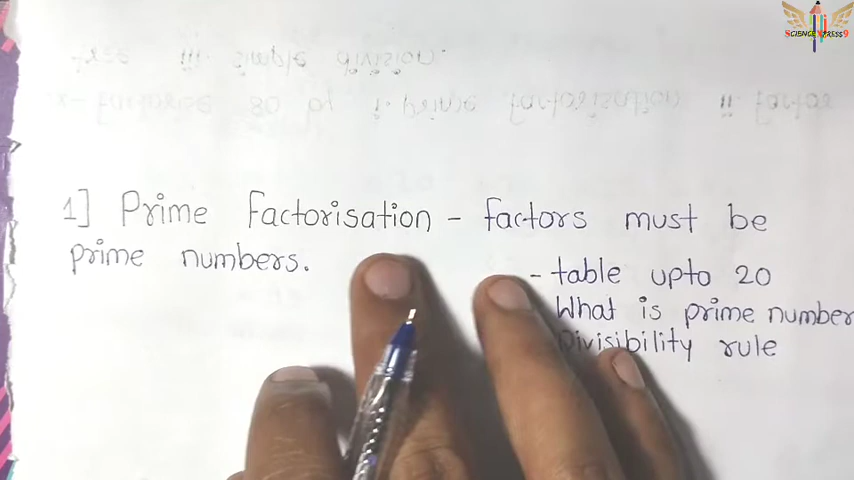 SCIENCE XPRESS 9
1] Prime Factorisation - factors must be
prime numbers.
- table upto 20
What is prime number
Divisibility rule